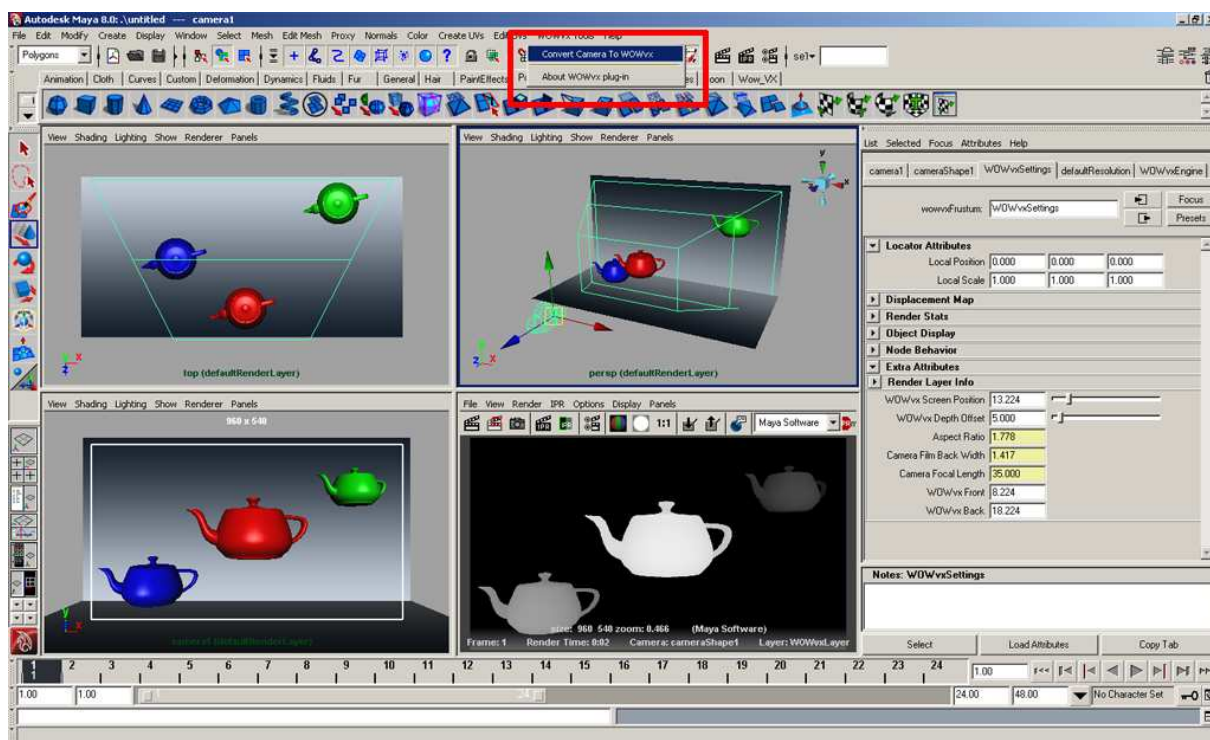 Autodesk Maya 8.0: .\untitled --- camera1
File Edit Modify Create Display Window Select Mesh Edit Mesh Proxy Normals Color Create UVs Edit UVs WOWvx Tools Help
Polygons
sel
Convert Camera To WOWvx
About WOWvx plug-in
Animation Cloth Curves Custom Deformation Dynamics Fluids Fur General Hair PaintEffects Toon Wow_VX
View Shading Lighting Show Renderer Panels
top (defaultRenderLayer)
View Shading Lighting Show Renderer Panels
persp (defaultRenderLayer)
View Shading Lighting Show Renderer Panels
960 x 540
camera1 (defaultRenderLayer)
File View Render IPR Options Display Panels
1:1 Maya Software
size: 960 540 zoom: 0.466 (Maya Software)
Frame: 1 Render Time: 0:02 Camera: cameraShape1 Layer: WOWvxLayer
List Selected Focus Attributes Help
camera1 cameraShape1 WOWvxSettings defaultResolution WOWvxEngine
wowvxFrustum: WOWvxSettings
Focus
Presets
Locator Attributes
Local Position 0.000 0.000 0.000
Local Scale 1.000 1.000 1.000
Displacement Map
Render Stats
Object Display
Node Behavior
Extra Attributes
Render Layer Info
WOWvx Screen Position 13.224
WOWvx Depth Offset 5.000
Aspect Ratio 1.778
Camera Film Back Width 1.417
Camera Focal Length 35.000
WOWvx Front 8.224
WOWvx Back 18.224
Notes: WOWvxSettings
Select Load Attributes Copy Tab
1 2 3 4 5 6 7 8 9 10 11 12 13 14 15 16 17 18 19 20 21 22 23 24
1
1.00
1.00 1.00 1 24 24.00 48.00 No Character Set